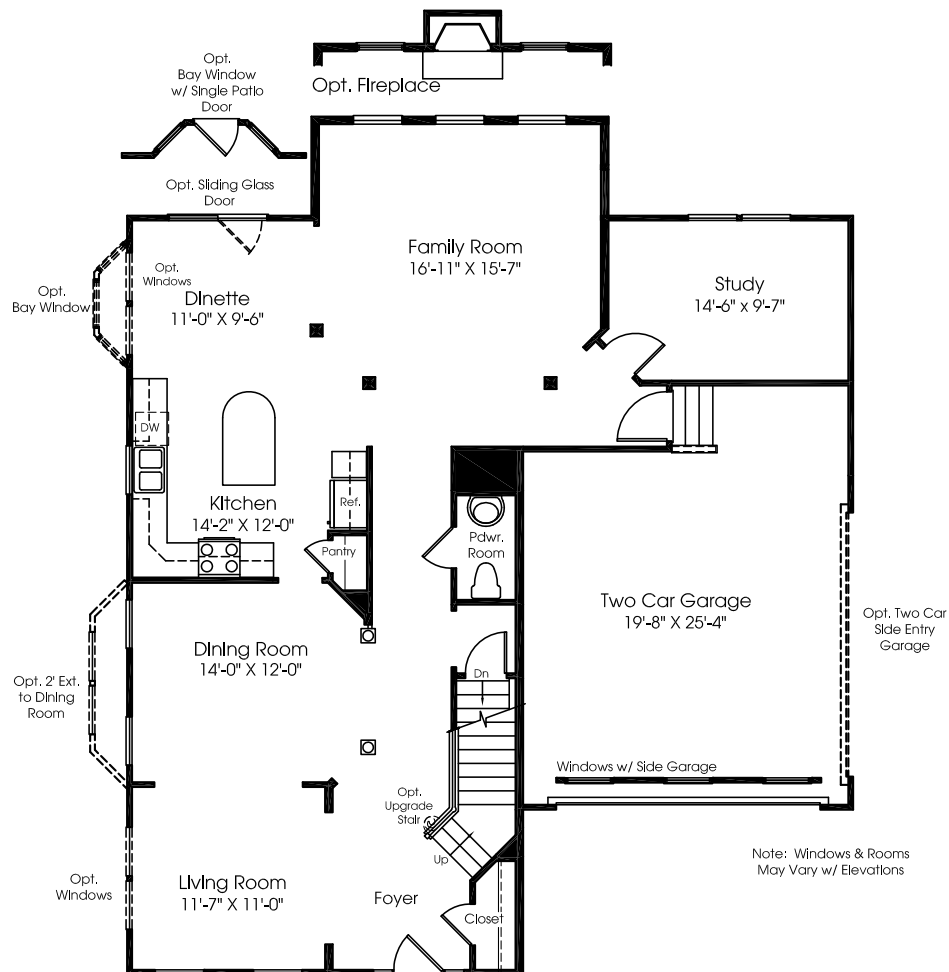 Opt.
Bay Window
w/ Single Patio
Door
Opt. Fireplace
Opt. Sliding Glass
Door
Opt.
Windows
Opt.
Bay Window
Dinette
11'-0" X 9'-6"
Family Room
16'-11" X 15'-7"
Study
14'-6" x 9'-7"
DW
Kitchen
14'-2" X 12'-0"
Ref.
Pantry
Pdwr.
Room
Two Car Garage
19'-8" X 25'-4"
Opt. Two Car
Side Entry
Garage
Dining Room
14'-0" X 12'-0"
Opt. 2' Ext.
to Dining
Room
Dn
Windows w/ Side Garage
Opt.
Upgrade
Stair
Up
Note: Windows & Rooms
May Vary w/ Elevations
Opt.
Windows
Living Room
11'-7" X 11'-0"
Foyer
Closet